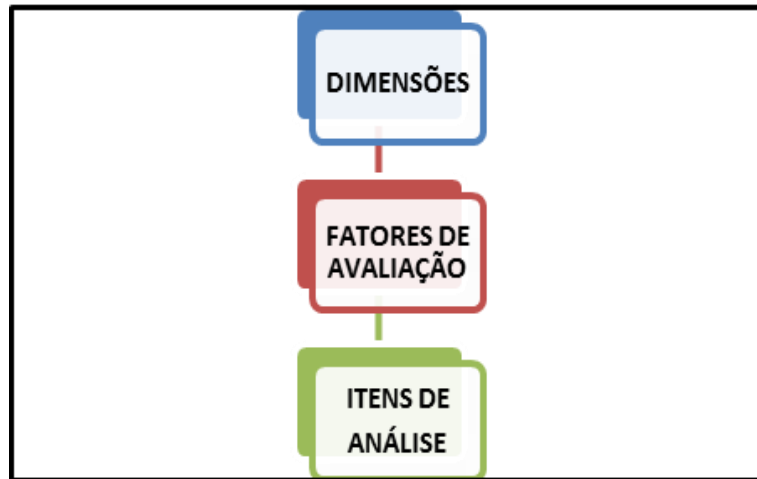 DIMENSÕES
FATORES DE
AVALIAÇÃO
ITENS DE
ANÁLISE